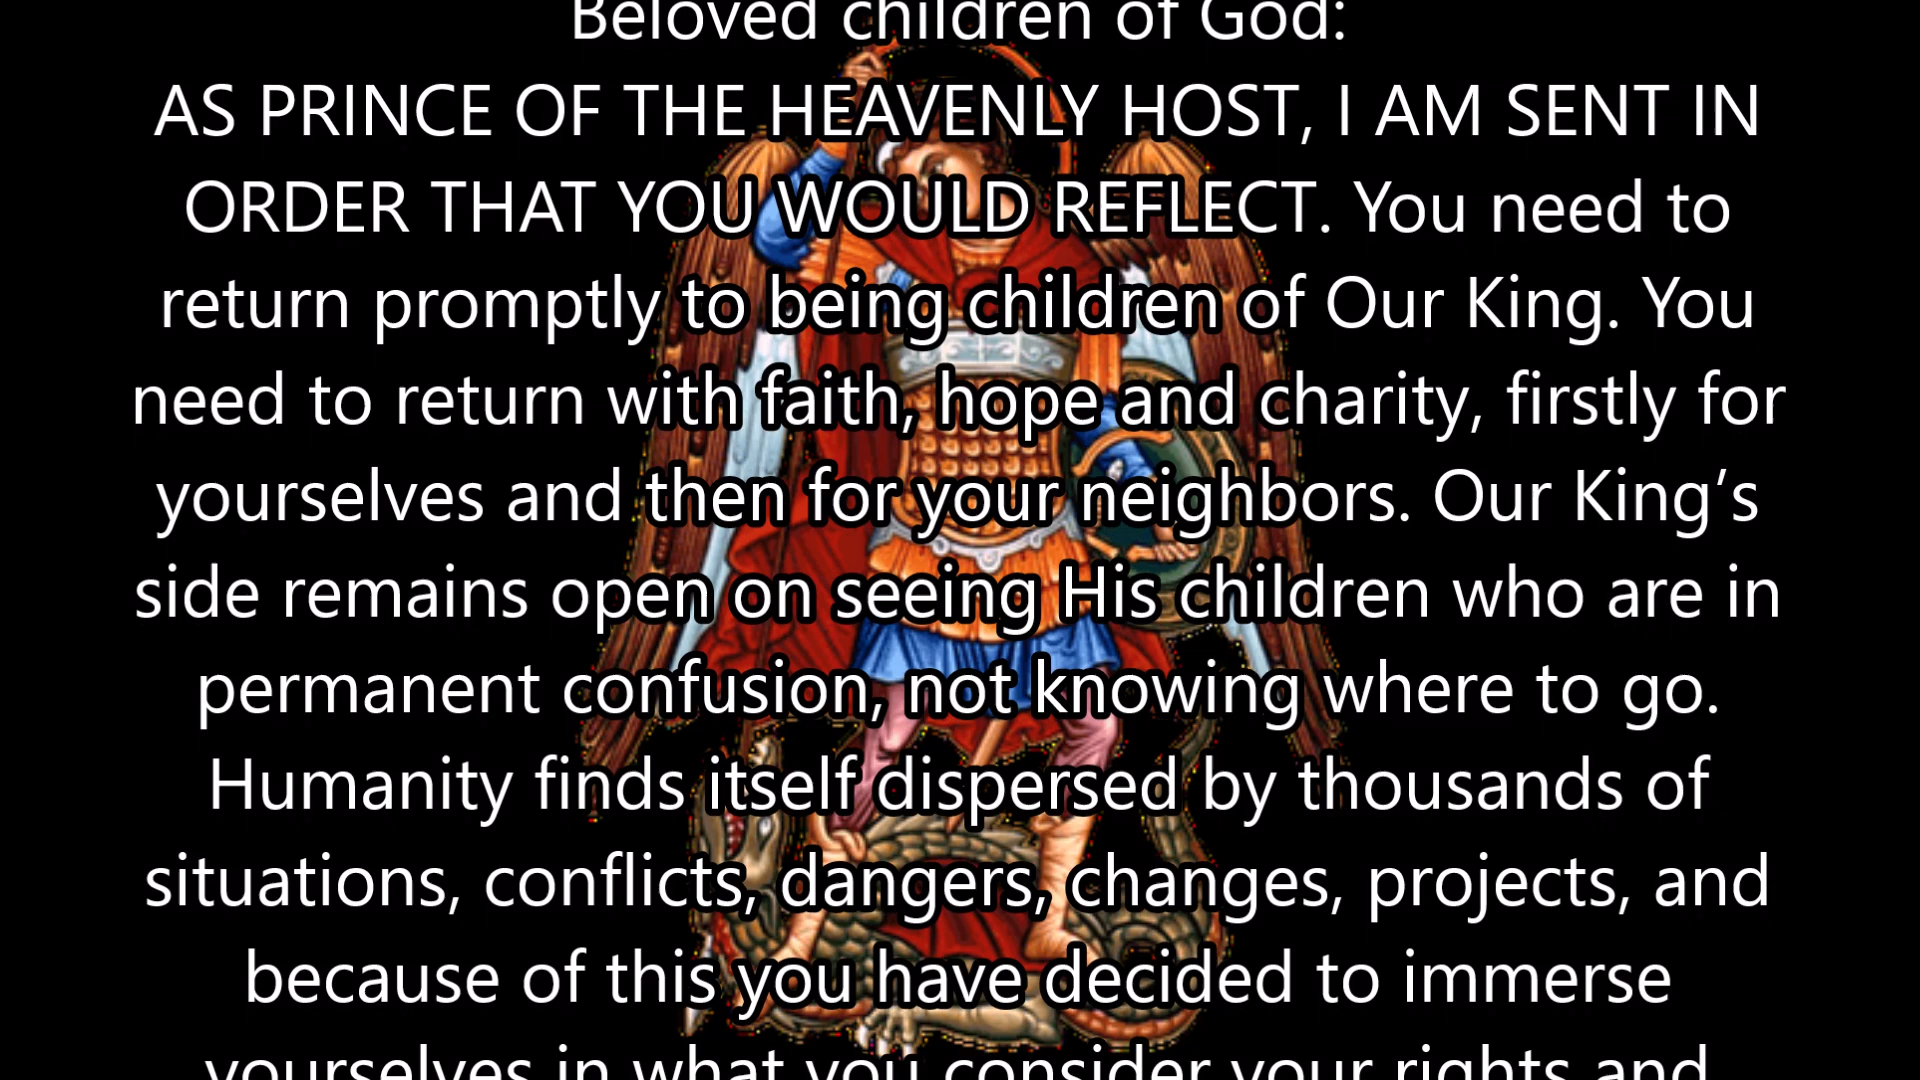 Beloved children of God:
AS PRINCE OF THE HEAVENLY HOST, I AM SENT IN
ORDER THAT YOU WOULD REFLECT. You need to
return promptly to being children of Our King. You
need to return with faith, hope and charity, firstly for
yourselves and then for your neighbors. Our King’s
side remains open on seeing His children who are in
permanent confusion, not knowing where to go.
Humanity finds itself dispersed by thousands of
situations, conflicts, dangers, changes, projects, and
because of this you have decided to immerse
yourselves in what you consider your rights and